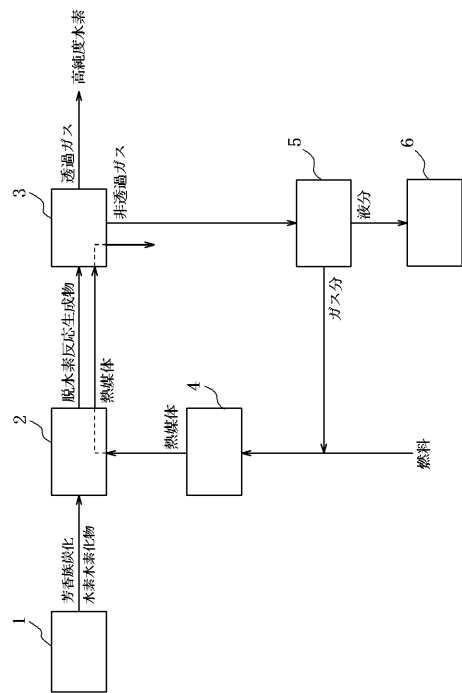 1
芳香族炭化
水素水素化物
2
脱水素反応生成物
熱媒体
3
透過ガス
高純度水素
非透過ガス
熱媒体
4
ガス分
5
液分
6
燃料